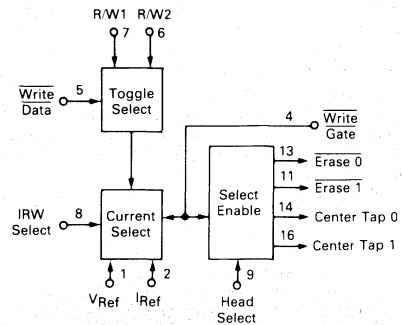 R/W1 R/W2
7 6
Write
Data
5
Toggle
Select
4
Write
Gate
13
Erase 0
11
Erase 1
Select
Enable
14
Center Tap 0
16
Center Tap 1
IRW
Select
8
Current
Select
1 2
VRef IRef
9
Head
Select